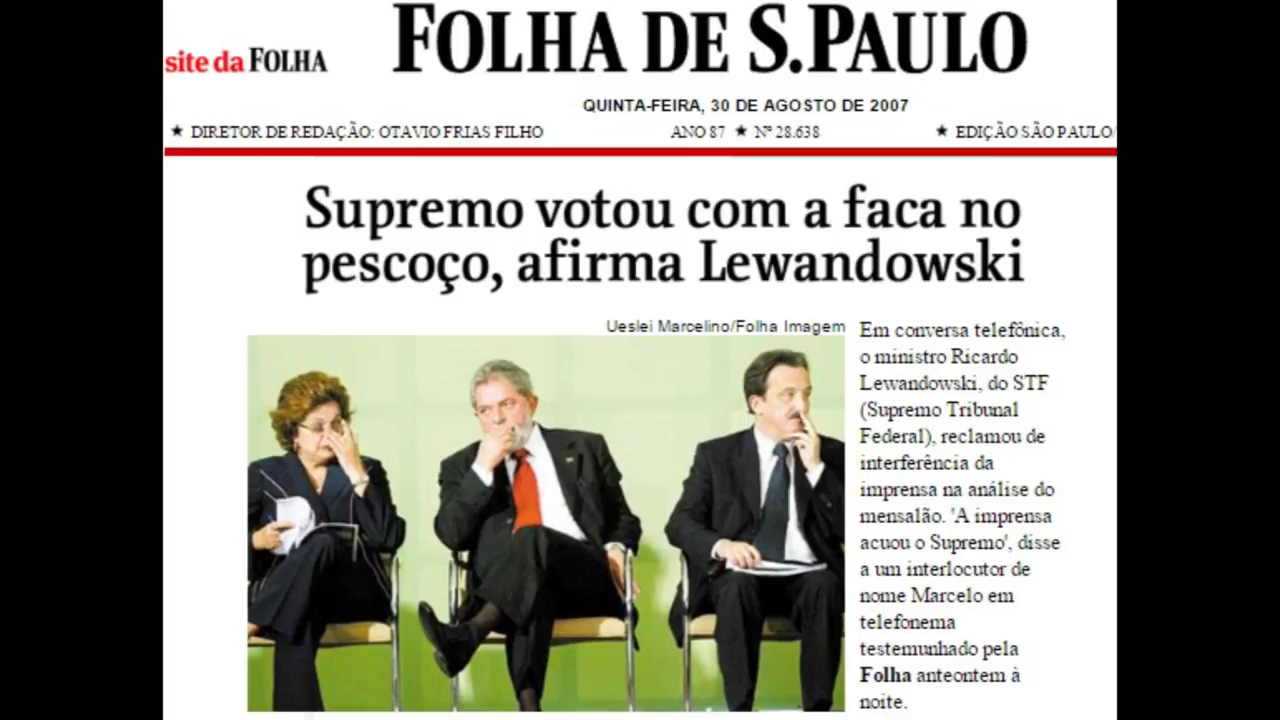 site da FOLHA
FOLHA DE S.PAULO
QUINTA-FEIRA, 30 DE AGOSTO DE 2007
★ DIRETOR DE REDAÇÃO: OTAVIO FRIAS FILHO ANO 87 ★ Nº 28.638 ★ EDIÇÃO SÃO PAULO/
Supremo votou com a faca no
pescoço, afirma Lewandowski
Ueslei Marcelino/Folha Imagem
Em conversa telefônica,
o ministro Ricardo
Lewandowski, do STF
(Supremo Tribunal
Federal), reclamou de
interferência da
imprensa na análise do
mensalão. 'A imprensa
acuou o Supremo', disse
a um interlocutor de
nome Marcelo em
telefonema
testemunhado pela
Folha anteontem à
noite.